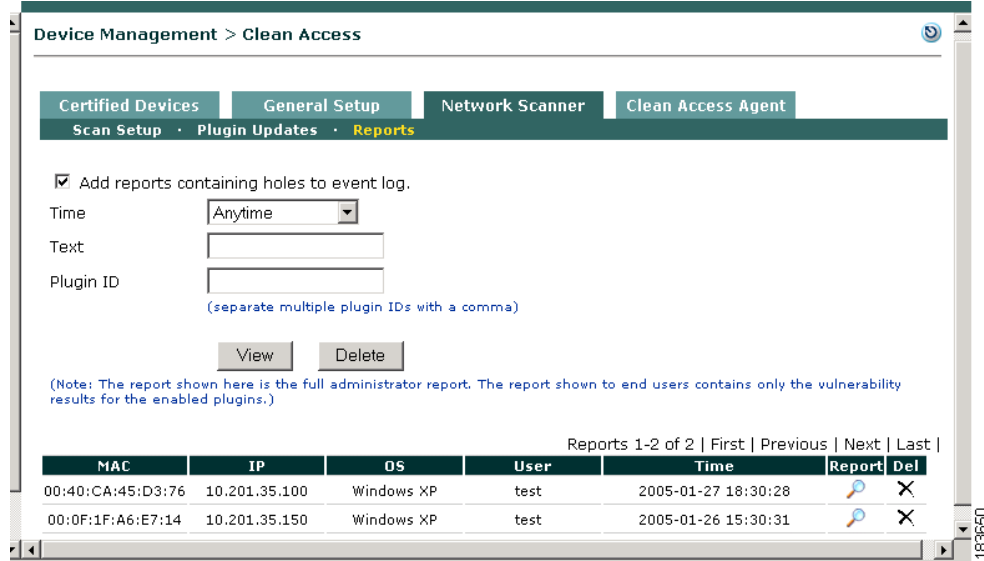 Device Management > Clean Access
Certified Devices General Setup Network Scanner Clean Access Agent
Scan Setup · Plugin Updates · Reports
Add reports containing holes to event log.
Time Anytime
Text
Plugin ID
(separate multiple plugin IDs with a comma)
View Delete
(Note: The report shown here is the full administrator report. The report shown to end users contains only the vulnerability
results for the enabled plugins.)
Reports 1-2 of 2 | First | Previous | Next | Last |
MAC IP OS User Time Report Del
00:40:CA:45:D3:76 10.201.35.100 Windows XP test 2005-01-27 18:30:28
00:0F:1F:A6:E7:14 10.201.35.150 Windows XP test 2005-01-26 15:30:31
183650